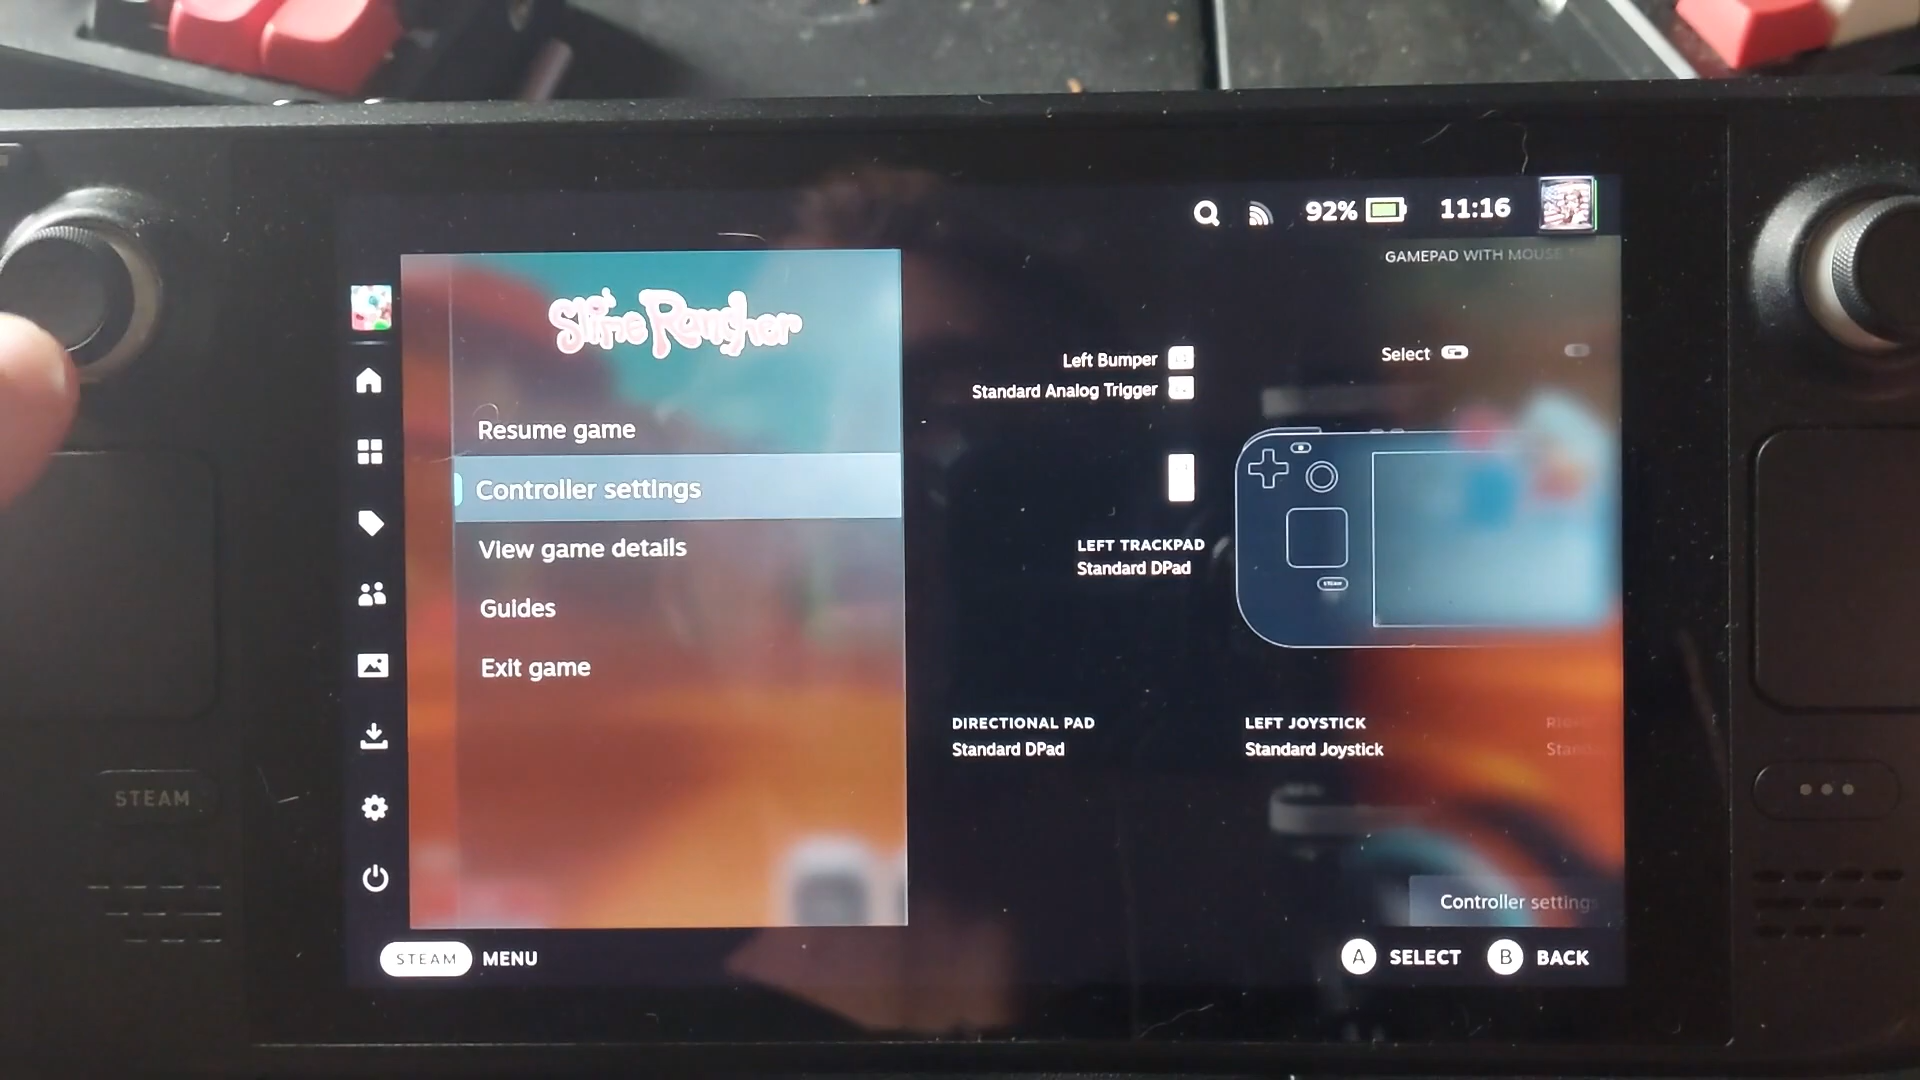 92% 11:16
GAMEPAD WITH MOUSE
Slime Rancher
Left Bumper
Select
Standard Analog Trigger
Resume game
Controller settings
View game details
Guides
Exit game
LEFT TRACKPAD
Standard DPad
STEAM
DIRECTIONAL PAD
Standard DPad
LEFT JOYSTICK
Standard Joystick
STEAM
Controller settings
STEAM MENU
A SELECT B BACK